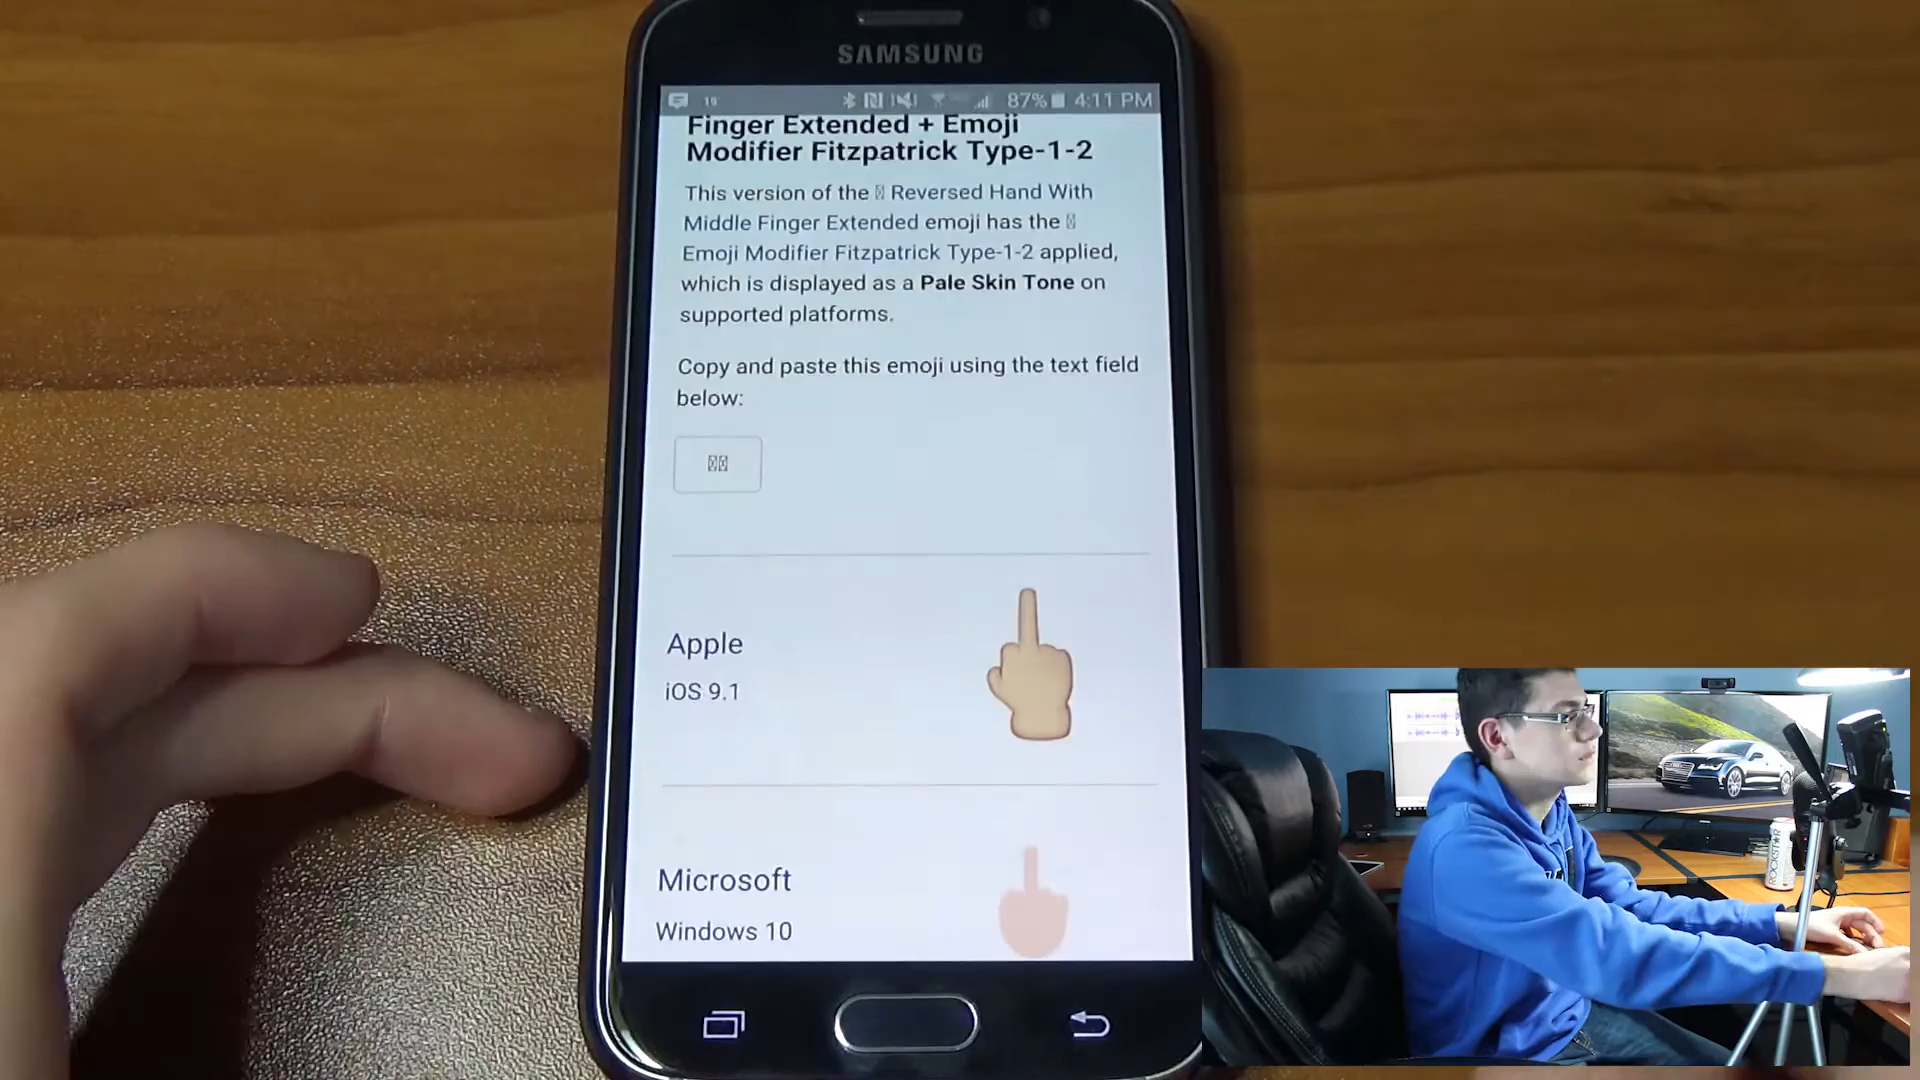 SAMSUNG
87% 4:11 PM
Finger Extended + Emoji
Modifier Fitzpatrick Type-1-2
This version of the Reversed Hand With
Middle Finger Extended emoji has the
Emoji Modifier Fitzpatrick Type-1-2 applied,
which is displayed as a Pale Skin Tone on
supported platforms.
Copy and paste this emoji using the text field
below:
Apple
iOS 9.1
Microsoft
Windows 10
ROCKSTAR